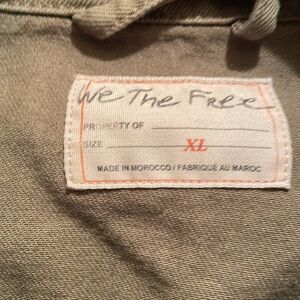 We The Free
PROPERTY OF
SIZE XL
MADE IN MOROCCO / FABRIQUÉ AU MAROC